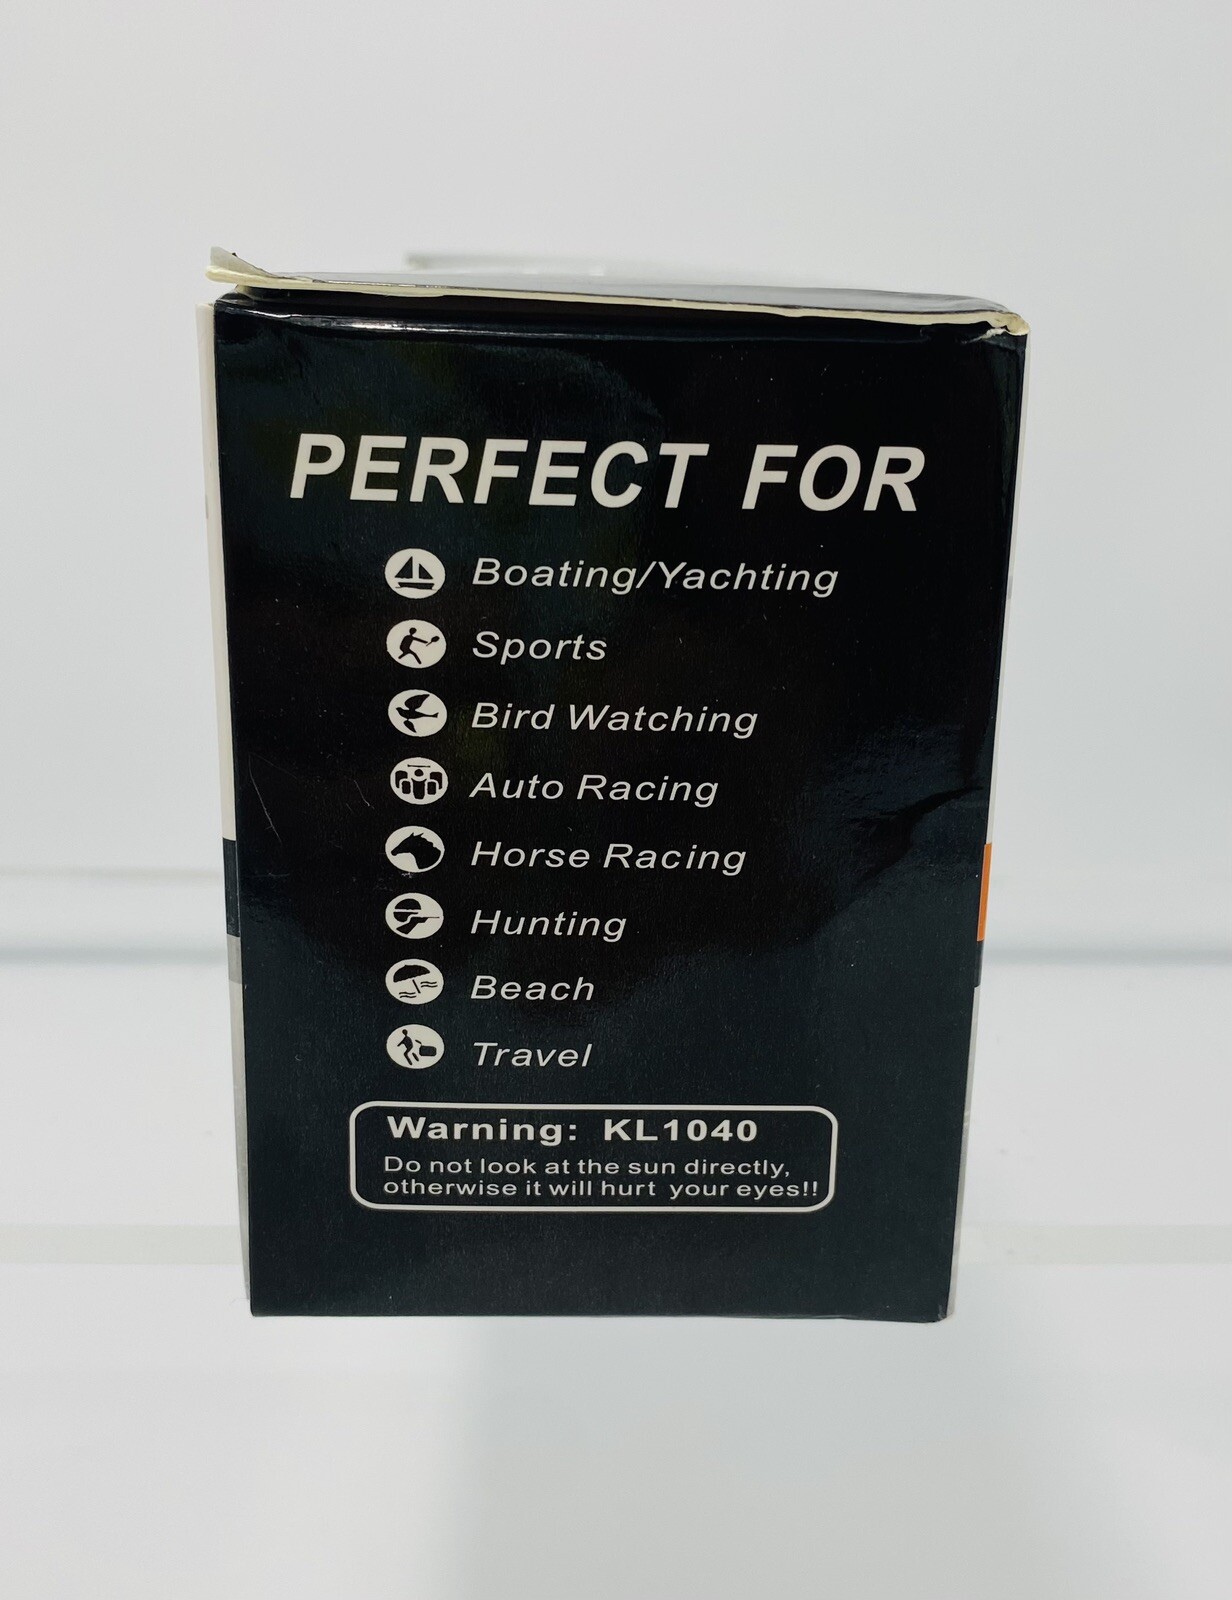 PERFECT FOR
Boating/Yachting
Sports
Bird Watching
Auto Racing
Horse Racing
Hunting
Beach
Travel
Warning: KL1040
Do not look at the sun directly,
otherwise it will hurt your eyes!!